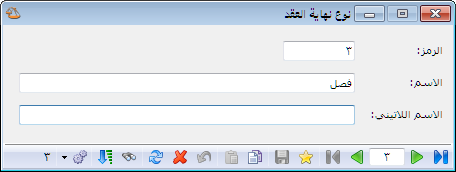 نوع نهاية العقد
الرمز: ٣
الاسم: فصل
الاسم اللاتيني:
٣ ٣